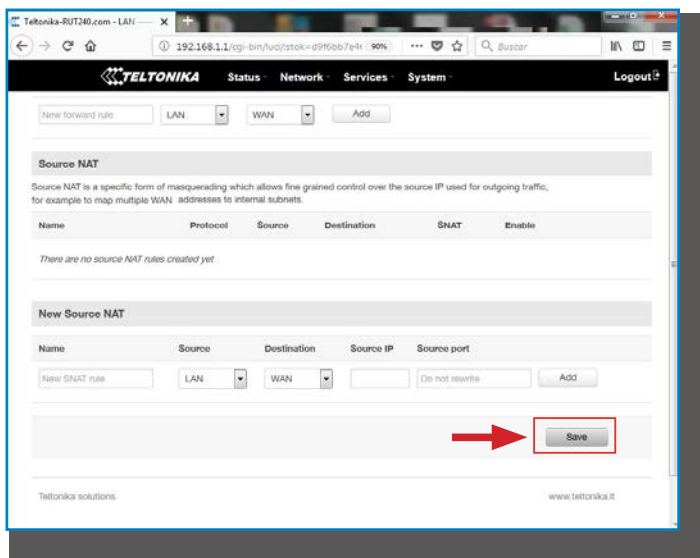 Teltonika-RUT240.com - LAN
192.168.1.1/cgi-bin/luci/;stok=d9f6bb7e4 90% Buscar
TELTONIKA Status Network Services System Logout
New forward rule LAN WAN Add
Source NAT
Source NAT is a specific form of masquerading which allows fine grained control over the source IP used for outgoing traffic,
for example to map multiple WAN addresses to internal subnets.
Name Protocol Source Destination SNAT Enable
There are no source NAT rules created yet
New Source NAT
Name Source Destination Source IP Source port
New SNAT rule LAN WAN Do not rewrite Add
Save
Teltonika solutions www.teltonika.lt